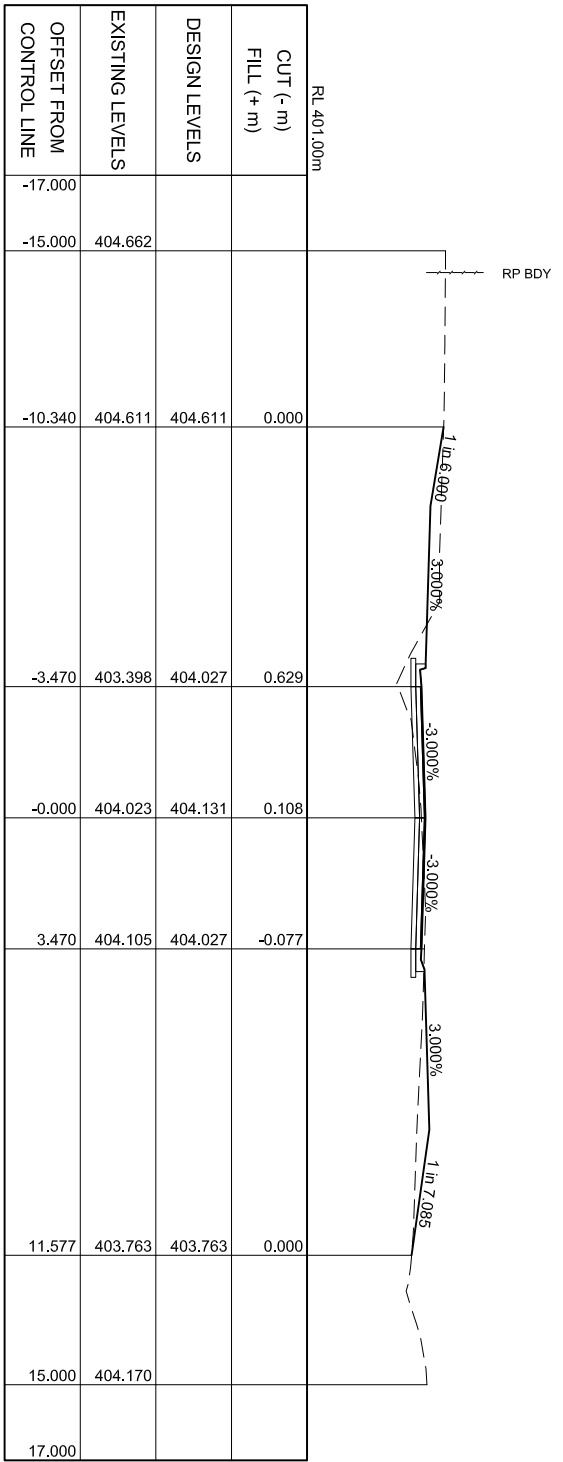 RL 401.00m
CUT (- m)
FILL (+ m)
DESIGN LEVELS
EXISTING LEVELS
OFFSET FROM
CONTROL LINE
-17.000
-15.000 404.662
RP BDY
-10.340 404.611 404.611 0.000
1 in 6.000
3.000%
-3.470 403.398 404.027 0.629
-3.000%
-0.000 404.023 404.131 0.108
-3.000%
3.470 404.105 404.027 -0.077
3.000%
1 in 7.085
11.577 403.763 403.763 0.000
15.000 404.170
17.000